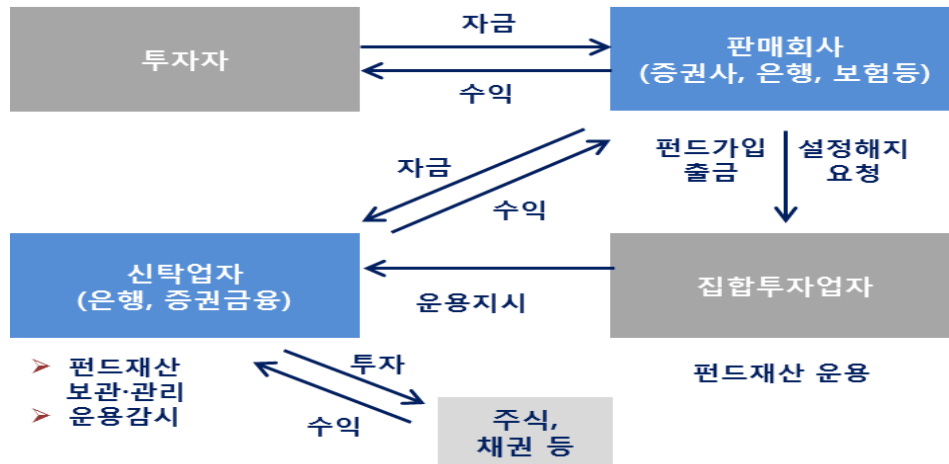 자금
투자자
판매회사
(증권사, 은행, 보험등)
수익
자금
수익
펀드가입
출금
설정해지
요청
신탁업자
(은행, 증권금융)
운용지시
집합투자업자
➢ 펀드재산
보관·관리
➢ 운용감시
투자
수익
주식,
채권 등
펀드재산 운용